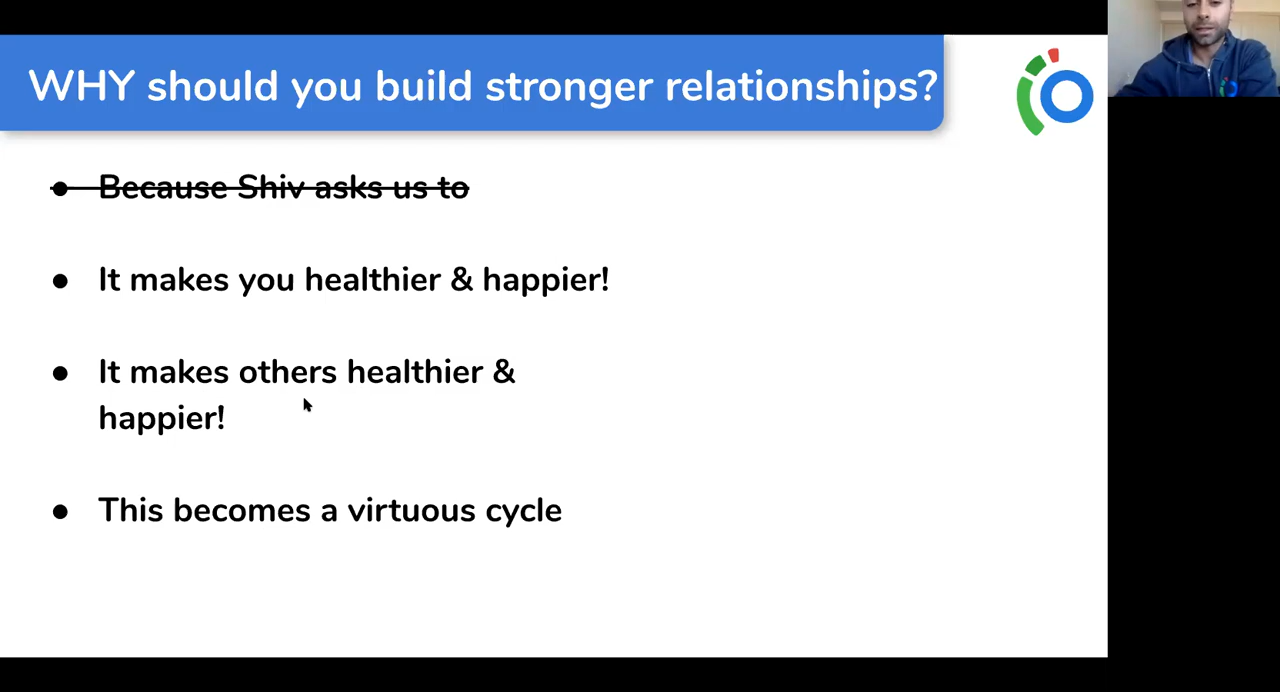 WHY should you build stronger relationships?
● Because Shiv asks us to
● It makes you healthier & happier!
● It makes others healthier &
happier!
● This becomes a virtuous cycle